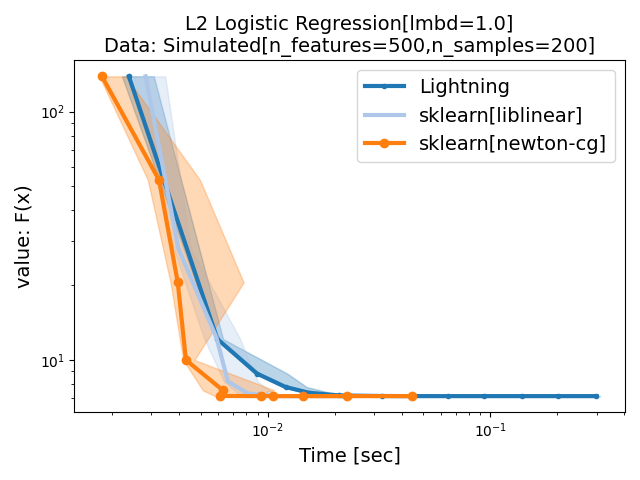 L2 Logistic Regression[lmbd=1.0]
Data: Simulated[n_features=500,n_samples=200]
Lightning
sklearn[liblinear]
sklearn[newton-cg]
value: F(x)
10²
10¹
10⁻²
10⁻¹
Time [sec]